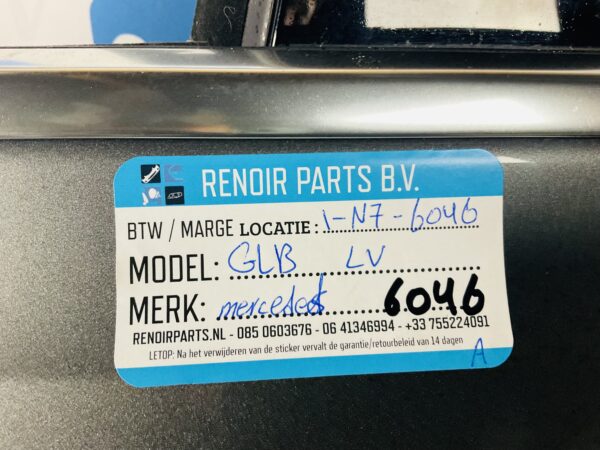 RENOIR PARTS B.V.
BTW / MARGE LOCATIE: 1-N7-6046
MODEL: GLB LV
MERK: mercedes 6046
RENOIRPARTS.NL - 085 0603676 - 06 41346994 - +33 755224091
LETOP: Na het verwijderen van de sticker vervalt de garantie/retourbeleid van 14 dagen
A